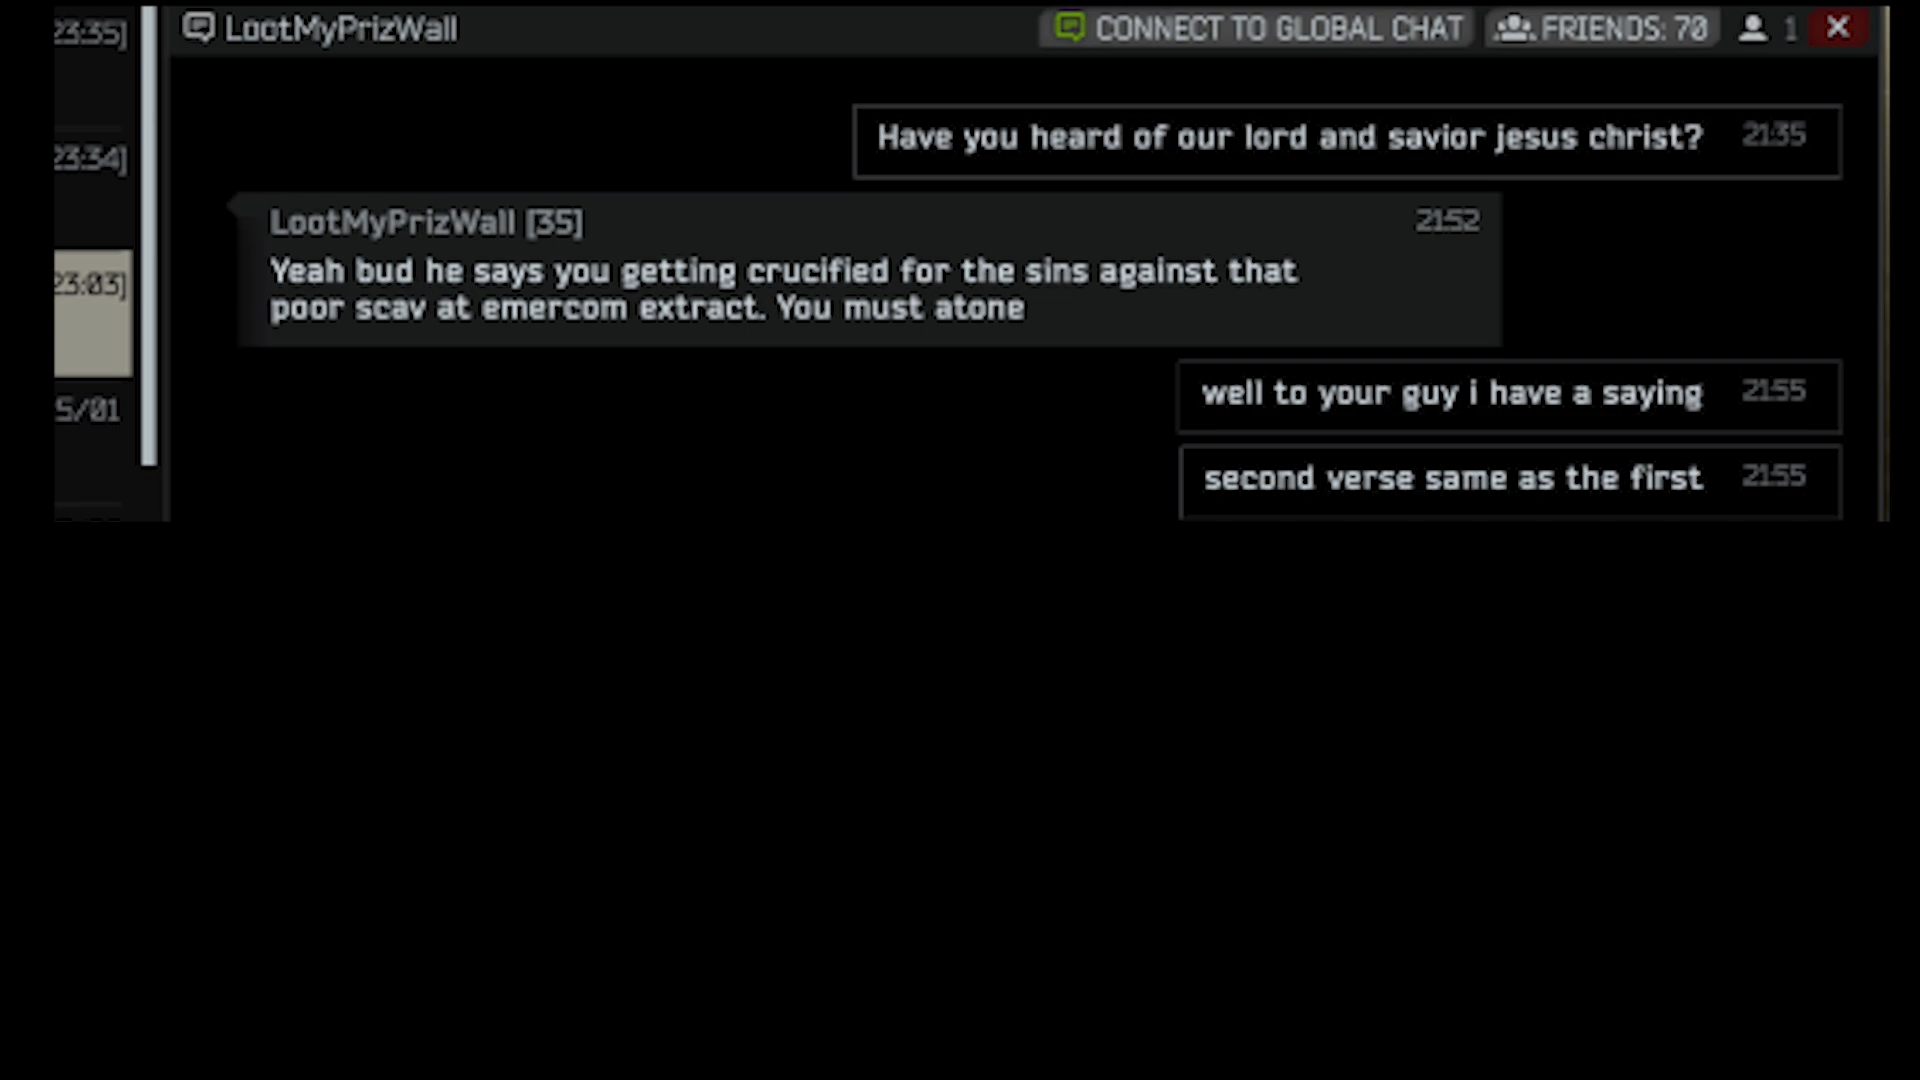 23:35]
LootMyPrizWall
CONNECT TO GLOBAL CHAT
FRIENDS: 70
1
Have you heard of our lord and savior jesus christ? 21:35
23:34]
LootMyPrizWall [35] 21:52
Yeah bud he says you getting crucified for the sins against that
poor scav at emercom extract. You must atone
23:03]
well to your guy i have a saying 21:55
5/01
second verse same as the first 21:55